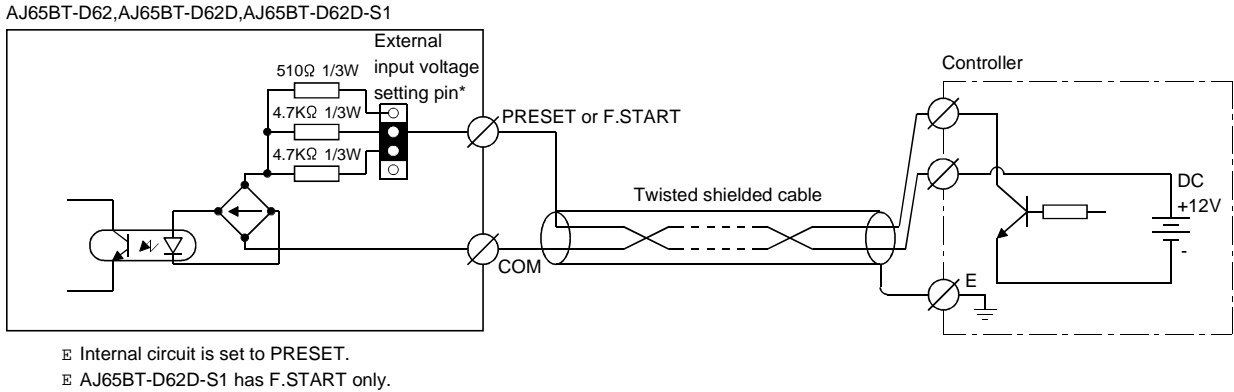 AJ65BT-D62,AJ65BT-D62D,AJ65BT-D62D-S1
External
input voltage
setting pin*
510Ω 1/3W
4.7KΩ 1/3W
4.7KΩ 1/3W
PRESET or F.START
COM
Twisted shielded cable
Controller
DC
+12V
-
E
E Internal circuit is set to PRESET.
E AJ65BT-D62D-S1 has F.START only.